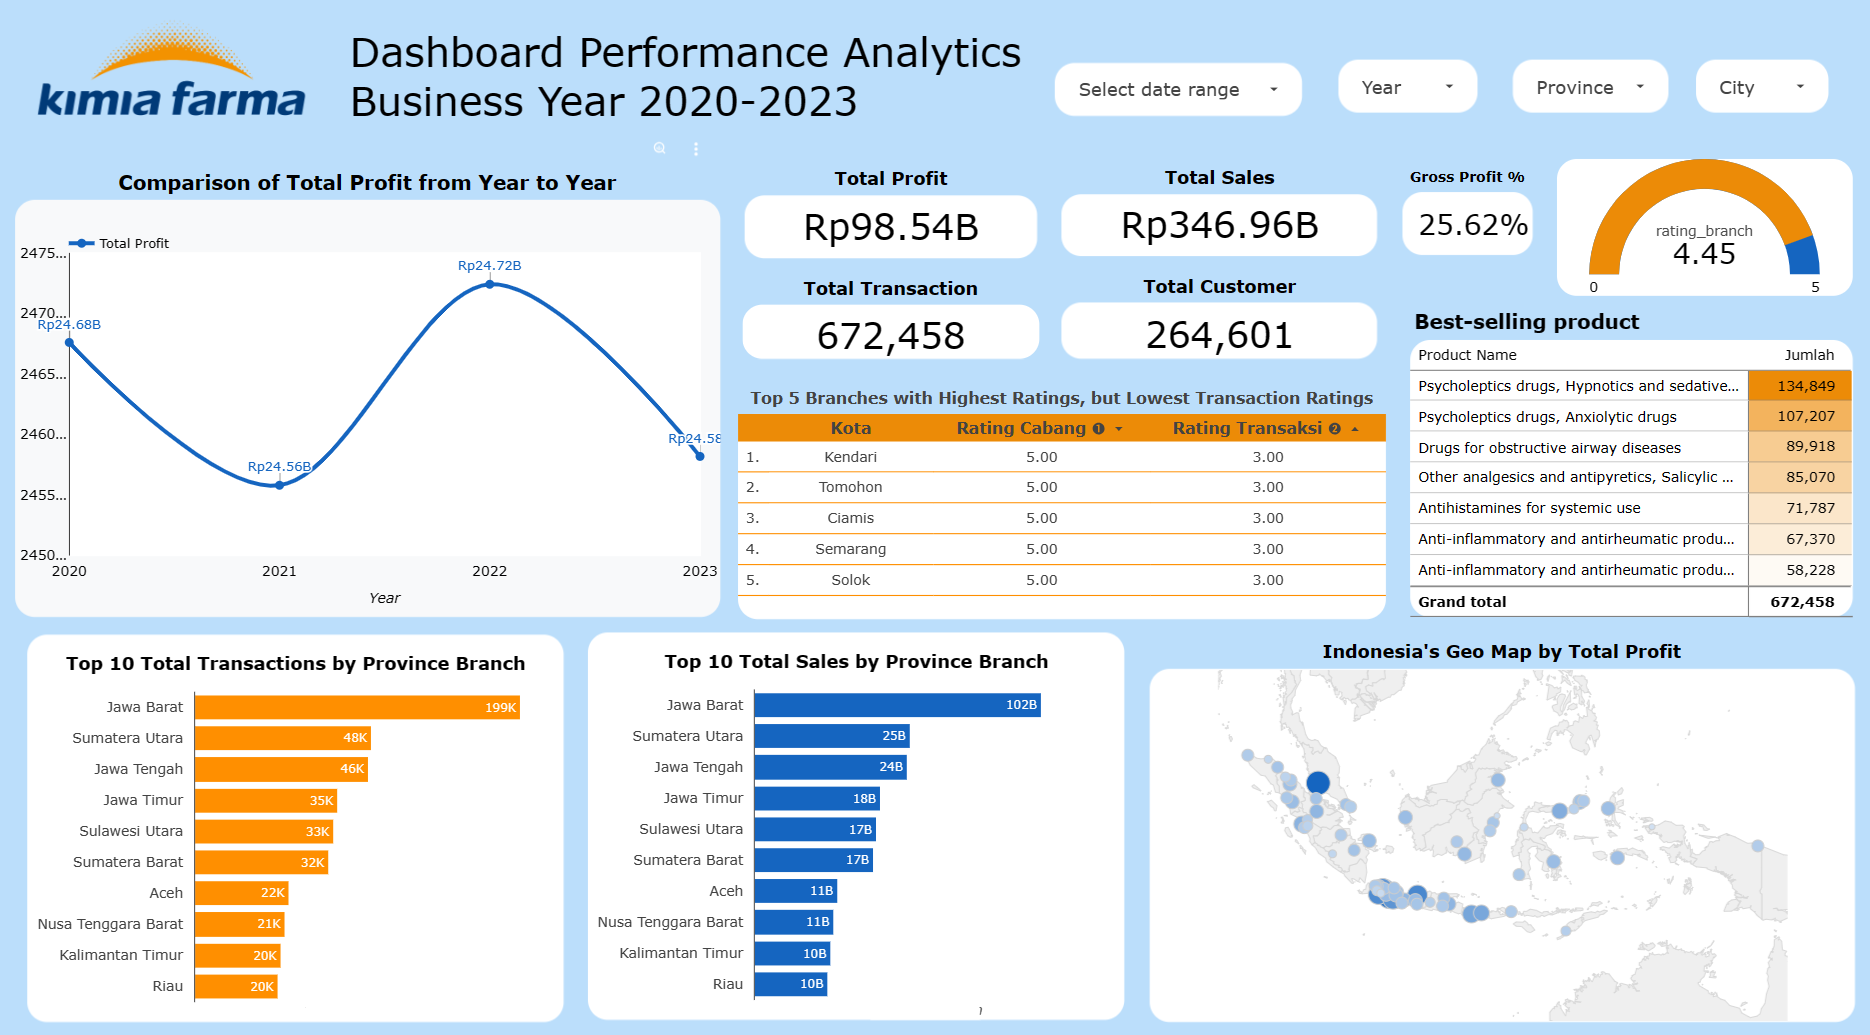 kimia farma
Dashboard Performance Analytics
Business Year 2020-2023
Select date range
Year
Province
City
Comparison of Total Profit from Year to Year
Total Profit
2475...
2470...
2465...
2460...
2455...
2450...
Rp24.68B
Rp24.56B
Rp24.72B
Rp24.58
2020
2021
2022
2023
Year
Total Profit
Rp98.54B
Total Sales
Rp346.96B
Gross Profit %
25.62%
rating_branch
4.45
0
5
Total Transaction
672,458
Total Customer
264,601
Top 5 Branches with Highest Ratings, but Lowest Transaction Ratings
Kota Rating Cabang 1 Rating Transaksi 2
1. Kendari 5.00 3.00
2. Tomohon 5.00 3.00
3. Ciamis 5.00 3.00
4. Semarang 5.00 3.00
5. Solok 5.00 3.00
Best-selling product
Product Name Jumlah
Psycholeptics drugs, Hypnotics and sedative... 134,849
Psycholeptics drugs, Anxiolytic drugs 107,207
Drugs for obstructive airway diseases 89,918
Other analgesics and antipyretics, Salicylic ... 85,070
Antihistamines for systemic use 71,787
Anti-inflammatory and antirheumatic produ... 67,370
Anti-inflammatory and antirheumatic produ... 58,228
Grand total 672,458
Top 10 Total Transactions by Province Branch
Jawa Barat 199K
Sumatera Utara 48K
Jawa Tengah 46K
Jawa Timur 35K
Sulawesi Utara 33K
Sumatera Barat 32K
Aceh 22K
Nusa Tenggara Barat 21K
Kalimantan Timur 20K
Riau 20K
Top 10 Total Sales by Province Branch
Jawa Barat 102B
Sumatera Utara 25B
Jawa Tengah 24B
Jawa Timur 18B
Sulawesi Utara 17B
Sumatera Barat 17B
Aceh 11B
Nusa Tenggara Barat 11B
Kalimantan Timur 10B
Riau 10B
Indonesia's Geo Map by Total Profit